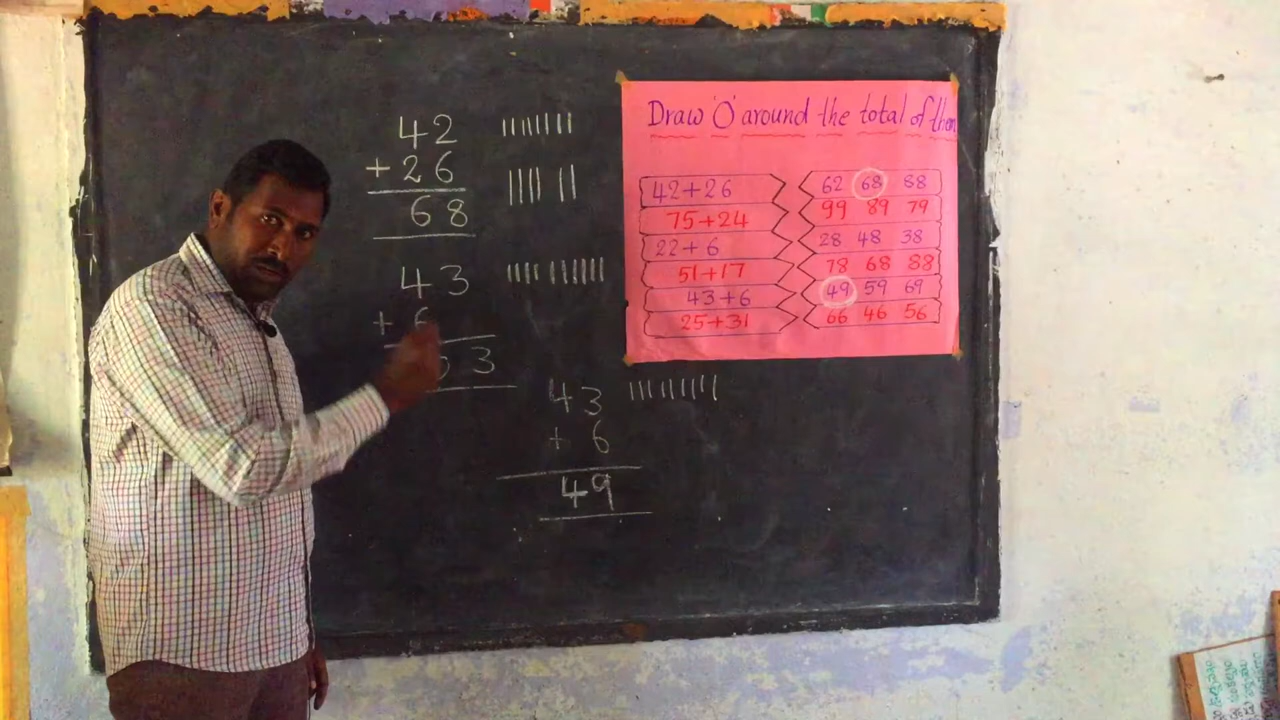 42
+ 26
68
43
+ 6
3
43
+ 6
49
Draw 'O' around the total of them
42+26 62 68 88
75+24 99 89 79
22+6 28 48 38
51+17 78 68 88
43+6 49 59 69
25+31 66 46 56